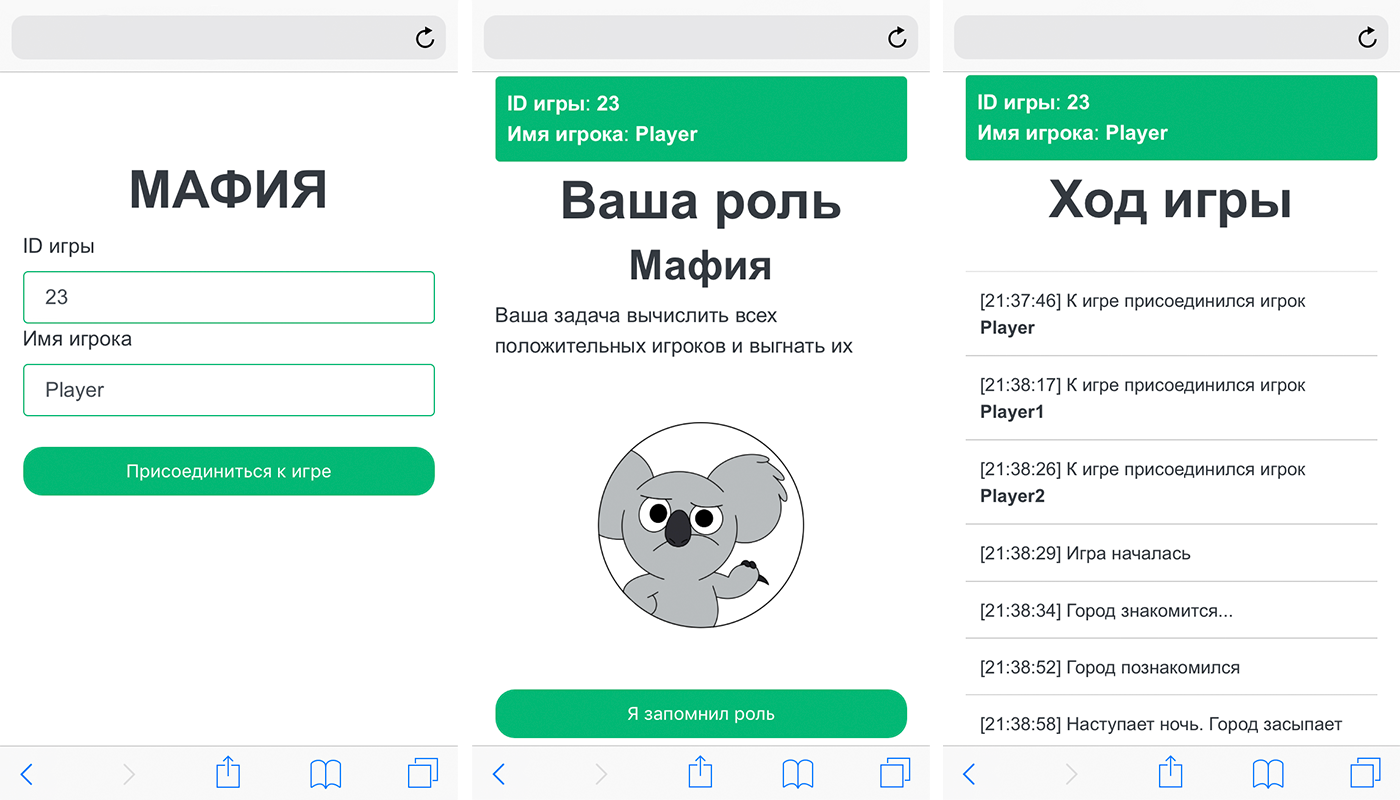 МАФИЯ
ID игры
23
Имя игрока
Player
Присоединиться к игре
ID игры: 23
Имя игрока: Player
Ваша роль
Мафия
Ваша задача вычислить всех
положительных игроков и выгнать их
Я запомнил роль
ID игры: 23
Имя игрока: Player
Ход игры
[21:37:46] К игре присоединился игрок
Player
[21:38:17] К игре присоединился игрок
Player1
[21:38:26] К игре присоединился игрок
Player2
[21:38:29] Игра началась
[21:38:34] Город знакомится...
[21:38:52] Город познакомился
[21:38:58] Наступает ночь. Город засыпает